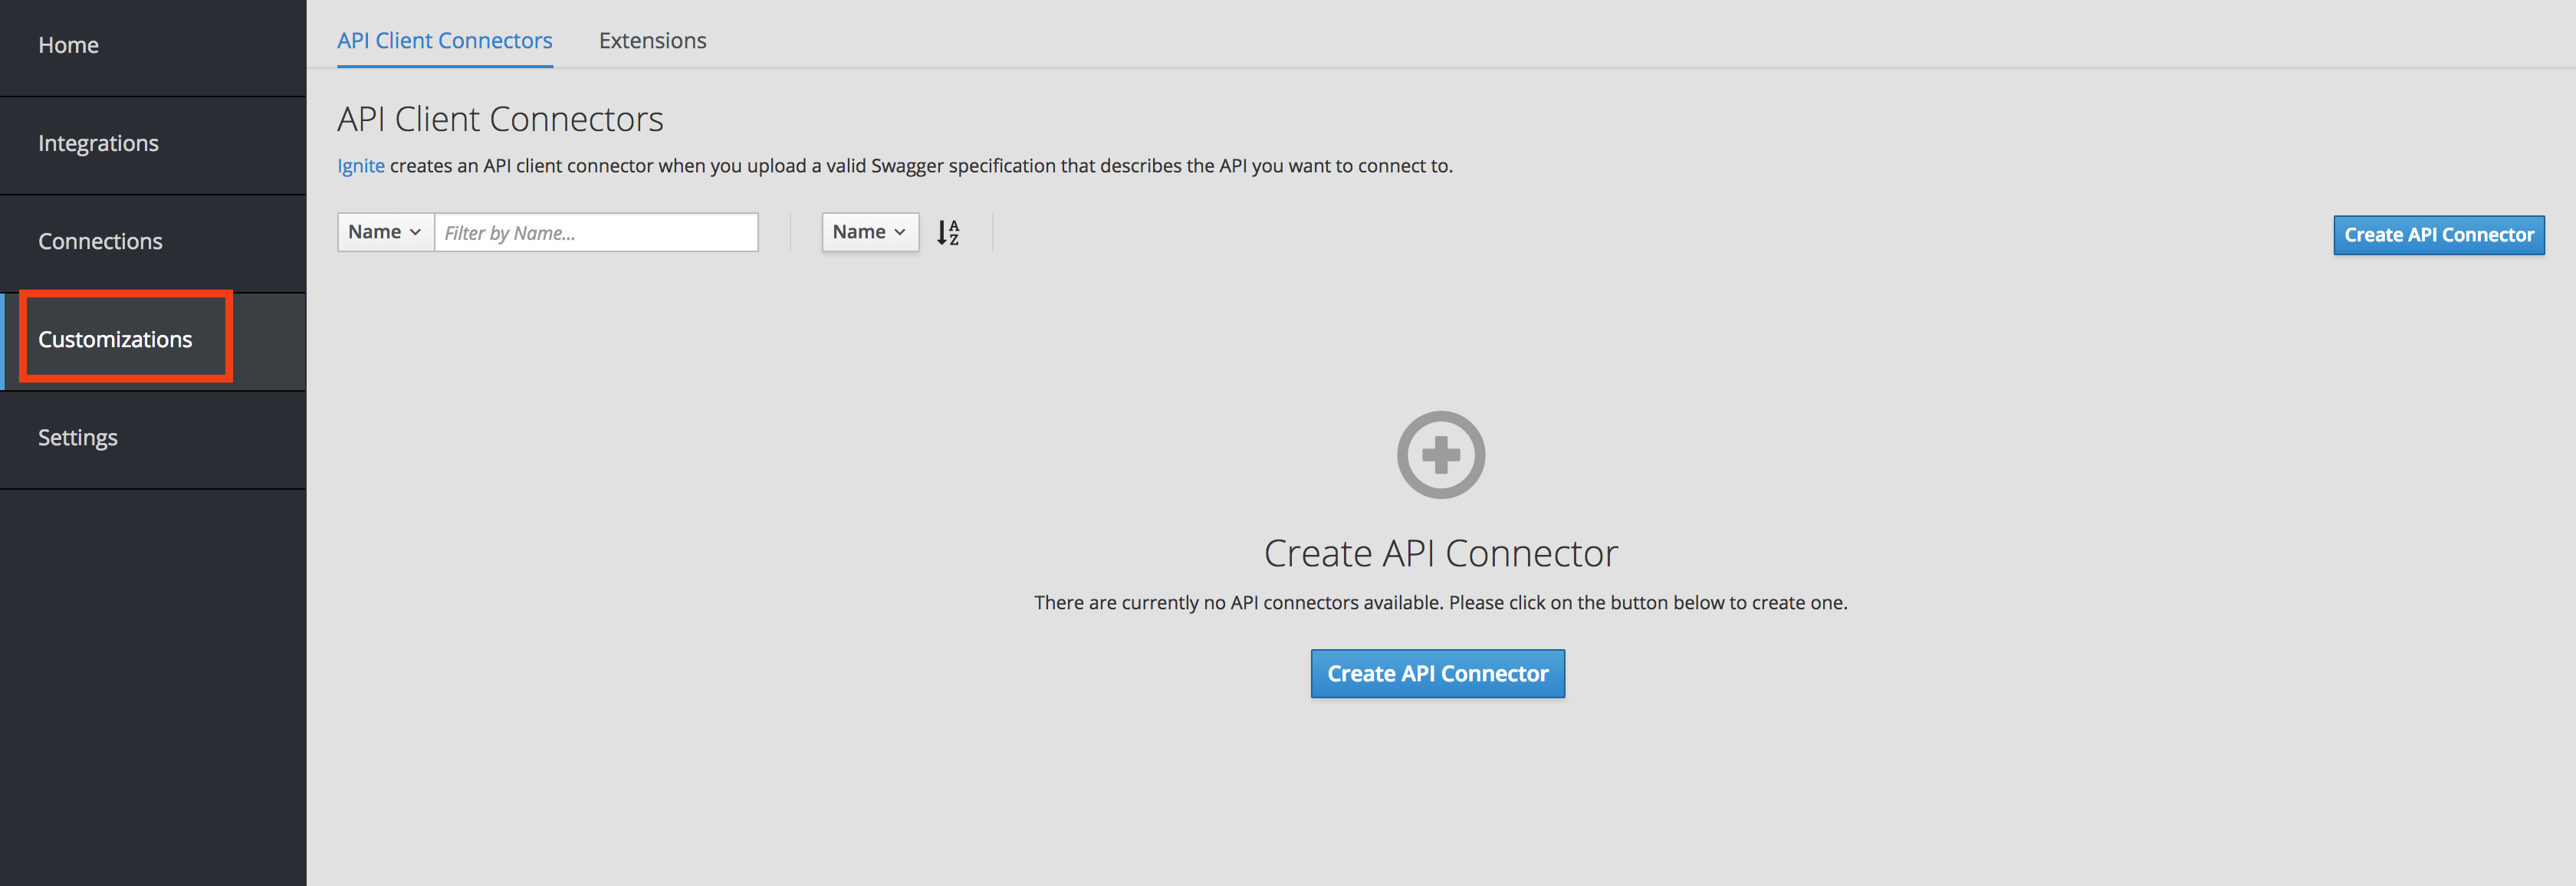 Home
Integrations
Connections
Customizations
Settings
API Client Connectors Extensions
API Client Connectors
Ignite creates an API client connector when you upload a valid Swagger specification that describes the API you want to connect to.
Name Filter by Name... Name A Z Create API Connector
Create API Connector
There are currently no API connectors available. Please click on the button below to create one.
Create API Connector